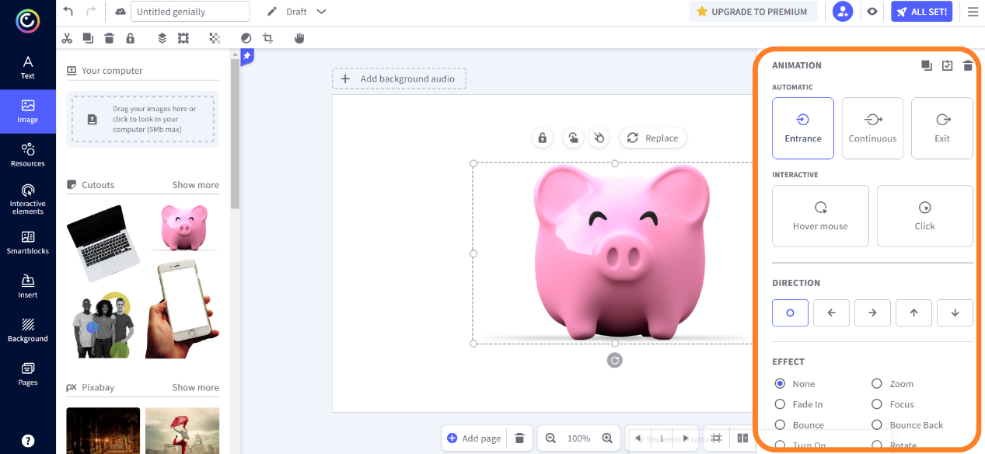 Untitled genially
Draft
UPGRADE TO PREMIUM
ALL SET!
Text
Image
Resources
Interactive
elements
Smartblocks
Insert
Background
Pages
?
Your computer
Drag your images here or
click to look in your
computer (5Mb max)
Cutouts
Show more
px Pixabay
Show more
+ Add background audio
Replace
Add page
100%
1
ANIMATION
AUTOMATIC
Entrance
Continuous
Exit
INTERACTIVE
Hover mouse
Click
DIRECTION
EFFECT
None
Zoom
Fade In
Focus
Bounce
Bounce Back
Turn On
Rotate